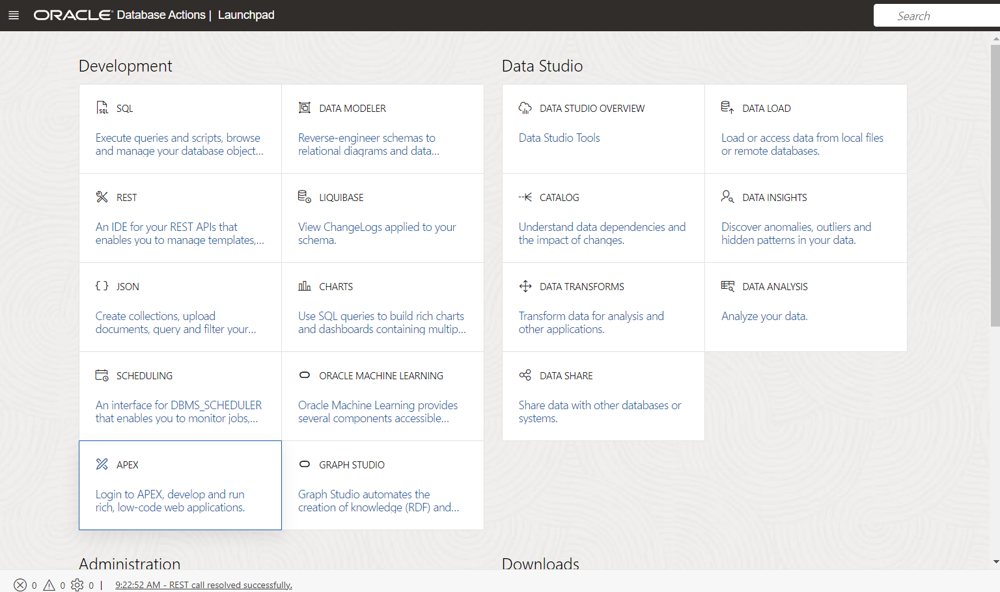 ORACLE Database Actions | Launchpad
Search
Development
SQL
Execute queries and scripts, browse
and manage your database object...
DATA MODELER
Reverse-engineer schemas to
relational diagrams and data...
REST
An IDE for your REST APIs that
enables you to manage templates,...
LIQUIBASE
View ChangeLogs applied to your
schema.
JSON
Create collections, upload
documents, query and filter your...
CHARTS
Use SQL queries to build rich charts
and dashboards containing multip...
SCHEDULING
An interface for DBMS_SCHEDULER
that enables you to monitor jobs,...
ORACLE MACHINE LEARNING
Oracle Machine Learning provides
several components accessible...
APEX
Login to APEX, develop and run
rich, low-code web applications.
GRAPH STUDIO
Graph Studio automates the
creation of knowledge (RDF) and...
Data Studio
DATA STUDIO OVERVIEW
Data Studio Tools
DATA LOAD
Load or access data from local files
or remote databases.
CATALOG
Understand data dependencies and
the impact of changes.
DATA INSIGHTS
Discover anomalies, outliers and
hidden patterns in your data.
DATA TRANSFORMS
Transform data for analysis and
other applications.
DATA ANALYSIS
Analyze your data.
DATA SHARE
Share data with other databases or
systems.
Administration
Downloads
0 0 0 | 9:22:52 AM - REST call resolved successfully.